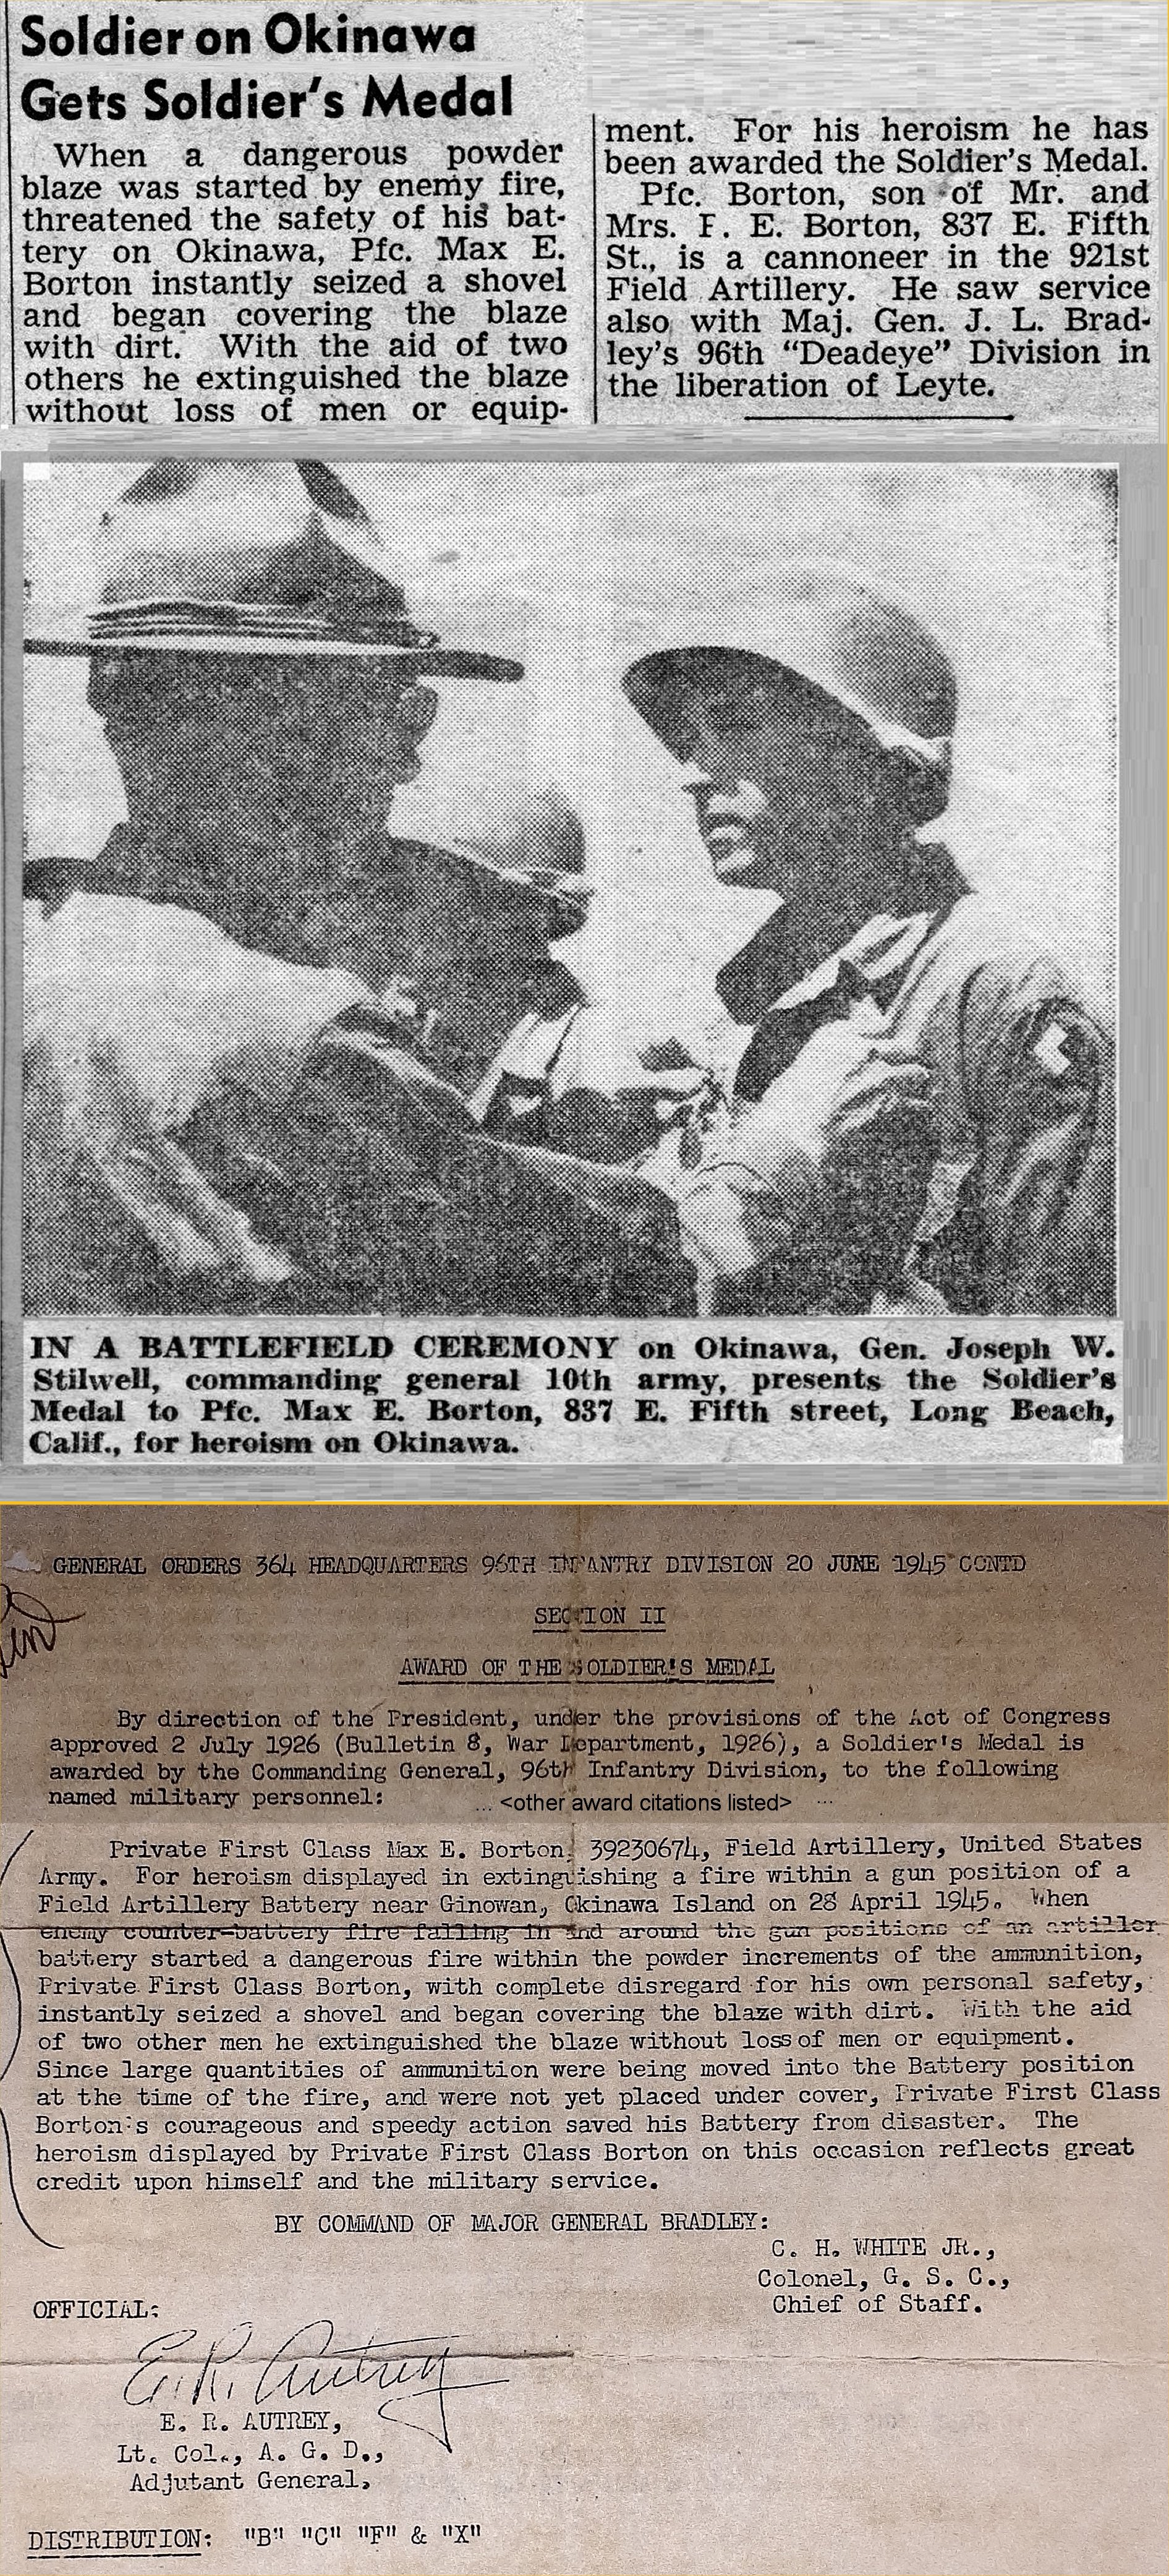 Soldier on Okinawa
Gets Soldier's Medal
When a dangerous powder
blaze was started by enemy fire,
threatened the safety of his bat-
tery on Okinawa, Pfc. Max E.
Borton instantly seized a shovel
and began covering the blaze
with dirt. With the aid of two
others he extinguished the blaze
without loss of men or equip-
ment. For his heroism he has
been awarded the Soldier's Medal.
Pfc. Borton, son of Mr. and
Mrs. F. E. Borton, 837 E. Fifth
St., is a cannoneer in the 921st
Field Artillery. He saw service
also with Maj. Gen. J. L. Brad-
ley's 96th "Deadeye" Division in
the liberation of Leyte.
IN A BATTLEFIELD CEREMONY on Okinawa, Gen. Joseph W.
Stilwell, commanding general 10th army, presents the Soldier's
Medal to Pfc. Max E. Borton, 837 E. Fifth street, Long Beach,
Calif., for heroism on Okinawa.
GENERAL ORDERS 364 HEADQUARTERS 96TH INFANTRY DIVISION 20 JUNE 1945 CONTD
SECTION II
AWARD OF THE SOLDIER'S MEDAL
By direction of the President, under the provisions of the Act of Congress
approved 2 July 1926 (Bulletin 8, War Department, 1926), a Soldier's Medal is
awarded by the Commanding General, 96th Infantry Division, to the following
named military personnel: ... <other award citations listed> ...
Private First Class Max E. Borton, 39230674, Field Artillery, United States
Army. For heroism displayed in extinguishing a fire within a gun position of a
Field Artillery Battery near Ginowan, Okinawa Island on 28 April 1945. When
enemy counter-battery fire falling in and around the gun positions of an artiller
battery started a dangerous fire within the powder increments of the ammunition,
Private First Class Borton, with complete disregard for his own personal safety,
instantly seized a shovel and began covering the blaze with dirt. With the aid
of two other men he extinguished the blaze without loss of men or equipment.
Since large quantities of ammunition were being moved into the Battery position
at the time of the fire, and were not yet placed under cover, Private First Class
Borton's courageous and speedy action saved his Battery from disaster. The
heroism displayed by Private First Class Borton on this occasion reflects great
credit upon himself and the military service.
BY COMMAND OF MAJOR GENERAL BRADLEY:
C. H. WHITE JR.,
Colonel, G. S. C.,
Chief of Staff.
OFFICIAL:
E. R. Autrey
E. R. AUTREY,
Lt. Col., A. G. D.,
Adjutant General.
DISTRIBUTION: "B" "C" "F" & "X"